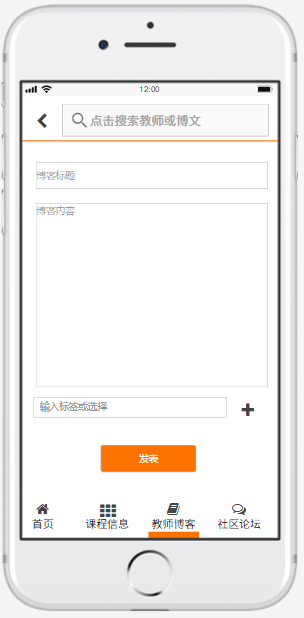 12:00
点击搜索教师或博文
博客标题
博客内容
输入标签或选择
发表
首页 课程信息 教师博客 社区论坛